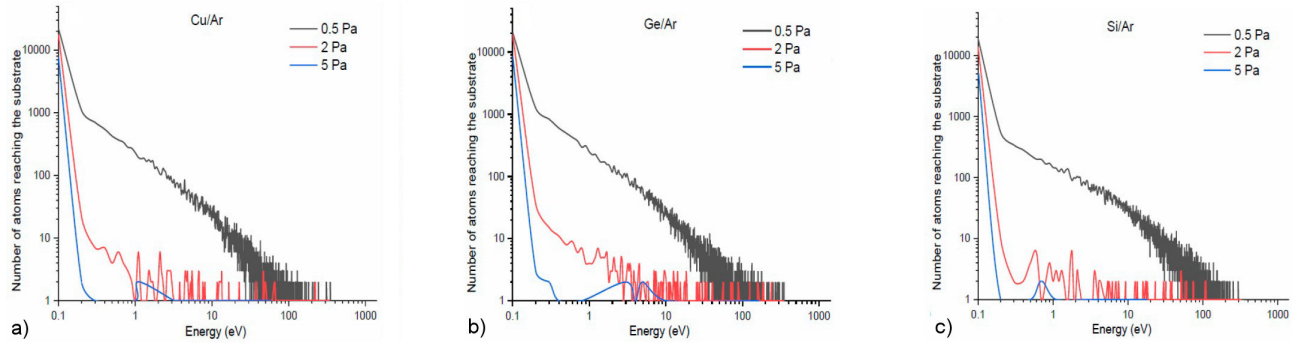 Cu/Ar
0.5 Pa
2 Pa
5 Pa
10000
1000
100
10
1
0.1
1
10
100
1000
Number of atoms reaching the substrate
Energy (eV)
a)
Ge/Ar
0.5 Pa
2 Pa
5 Pa
10000
1000
100
10
1
0.1
1
10
100
1000
Number of atoms reaching the substrate
Energy (eV)
b)
Si/Ar
0.5 Pa
2 Pa
5 Pa
10000
1000
100
10
1
0.1
1
10
100
1000
Number of atoms reaching the substrate
Energy (eV)
c)